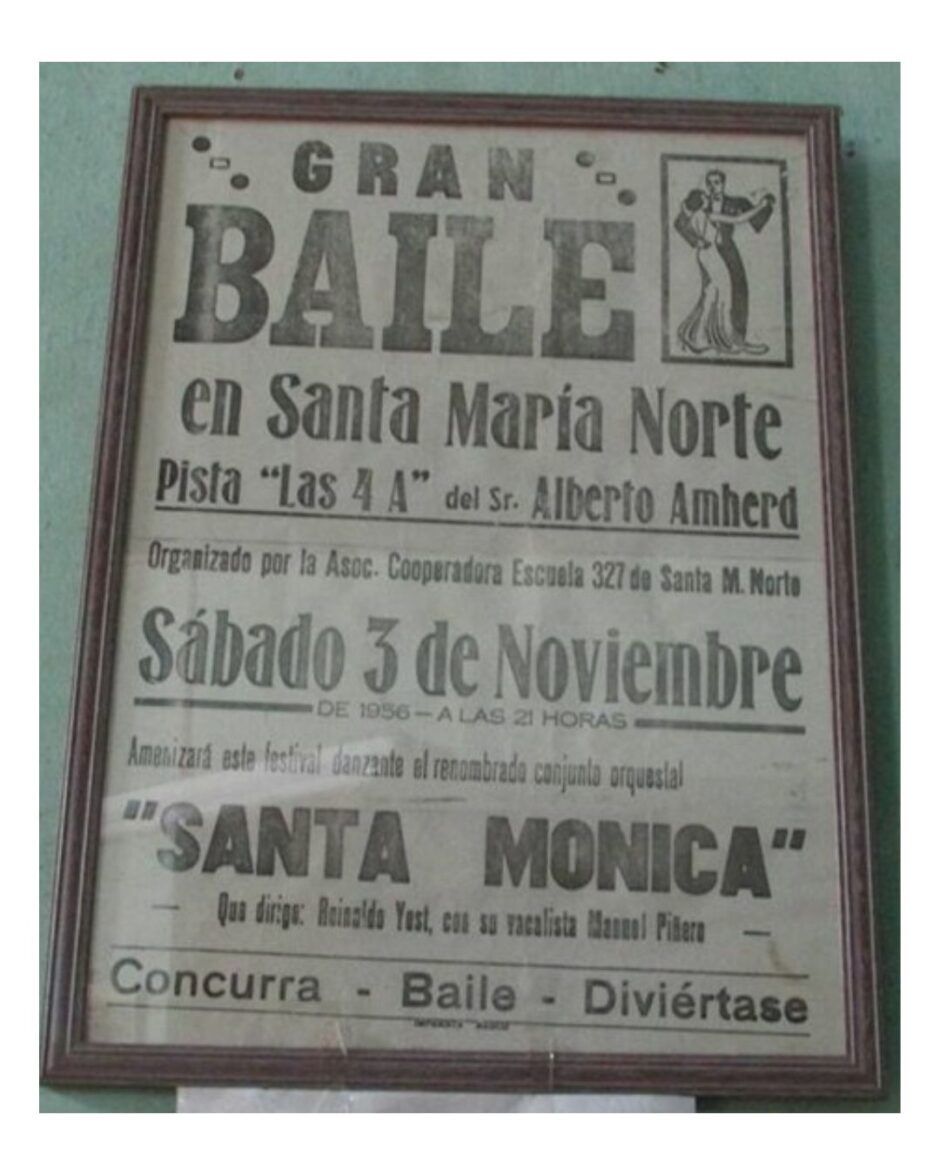 GRAN
BAILE
en Santa María Norte
Pista "Las 4 A" del Sr. Alberto Amherd
Organizado por la Asoc. Cooperadora Escuela 327 de Santa M. Norte
Sábado 3 de Noviembre
DE 1956 - A LAS 21 HORAS
Amenizará este festival danzante el renombrado conjunto orquestal
"SANTA MONICA"
— Que dirige: Reinaldo Yost, con su vocalista Manuel Piñero —
Concurra - Baile - Diviértase
IMPRENTA